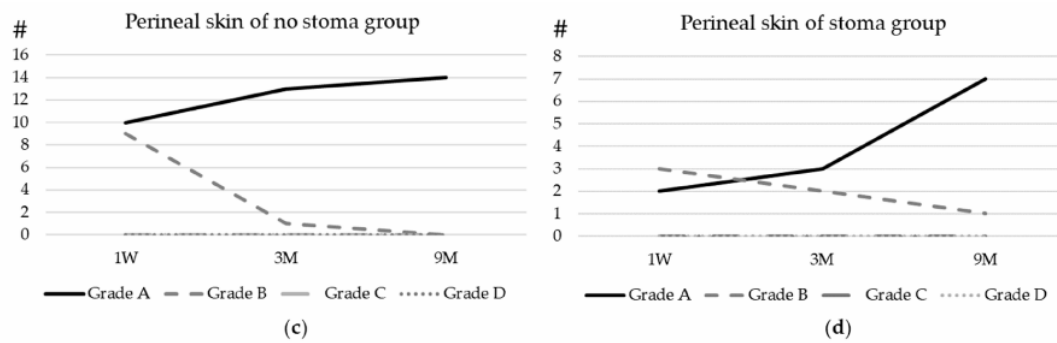 Perineal skin of no stoma group
#
16
14
12
10
8
6
4
2
0
1W 3M 9M
Grade A Grade B Grade C Grade D
(c)
Perineal skin of stoma group
#
8
7
6
5
4
3
2
1
0
1W 3M 9M
Grade A Grade B Grade C Grade D
(d)